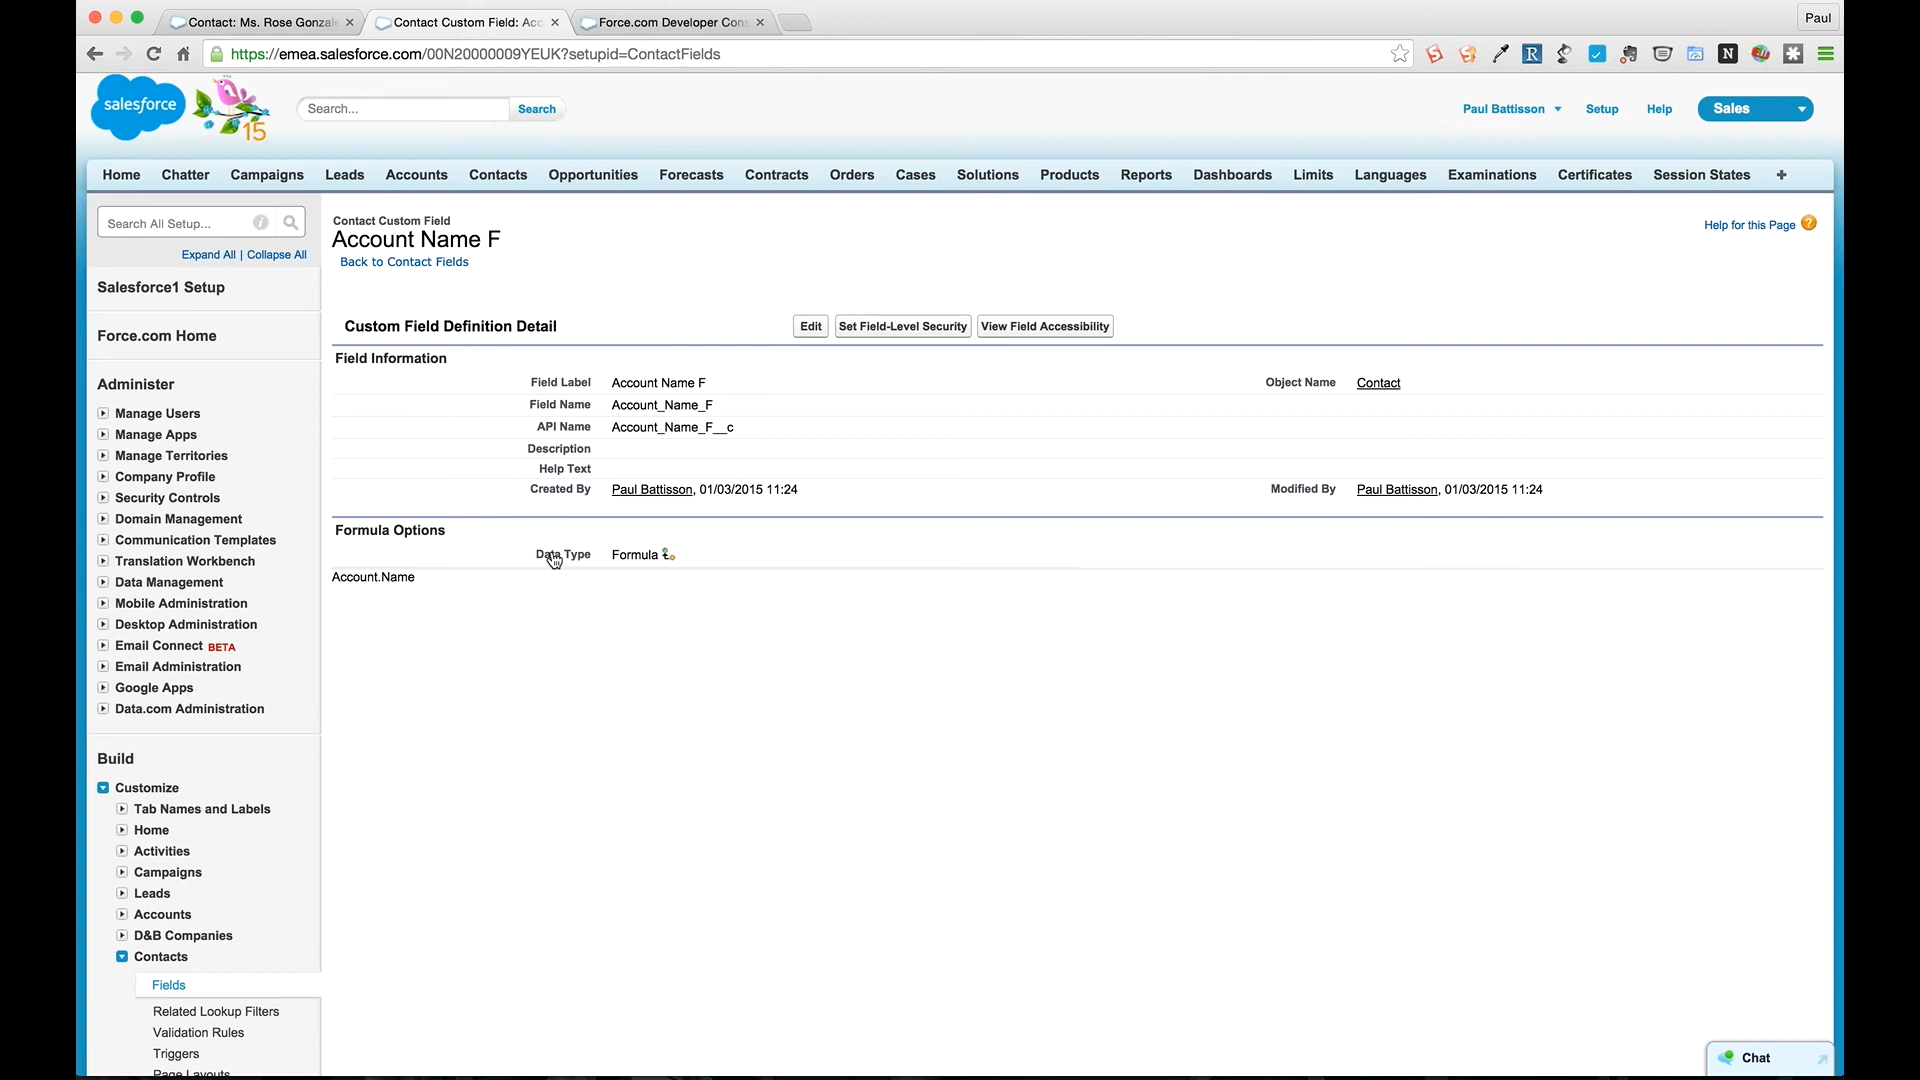 Contact: Ms. Rose Gonzale
Contact Custom Field: Acc
Force.com Developer Cons
Paul
https://emea.salesforce.com/00N20000009YEUK?setupid=ContactFields
salesforce
15
Search...
Search
Paul Battisson
Setup
Help
Sales
Home
Chatter
Campaigns
Leads
Accounts
Contacts
Opportunities
Forecasts
Contracts
Orders
Cases
Solutions
Products
Reports
Dashboards
Limits
Languages
Examinations
Certificates
Session States
+
Search All Setup...
Expand All | Collapse All
Salesforce1 Setup
Force.com Home
Administer
Manage Users
Manage Apps
Manage Territories
Company Profile
Security Controls
Domain Management
Communication Templates
Translation Workbench
Data Management
Mobile Administration
Desktop Administration
Email Connect BETA
Email Administration
Google Apps
Data.com Administration
Build
Customize
Tab Names and Labels
Home
Activities
Campaigns
Leads
Accounts
D&B Companies
Contacts
Fields
Related Lookup Filters
Validation Rules
Triggers
Page Layouts
Contact Custom Field
Account Name F
Back to Contact Fields
Help for this Page ?
Custom Field Definition Detail
Edit
Set Field-Level Security
View Field Accessibility
Field Information
Field Label Account Name F
Object Name Contact
Field Name Account_Name_F
API Name Account_Name_F__c
Description
Help Text
Created By Paul Battisson, 01/03/2015 11:24
Modified By Paul Battisson, 01/03/2015 11:24
Formula Options
Data Type Formula
Account.Name
Chat